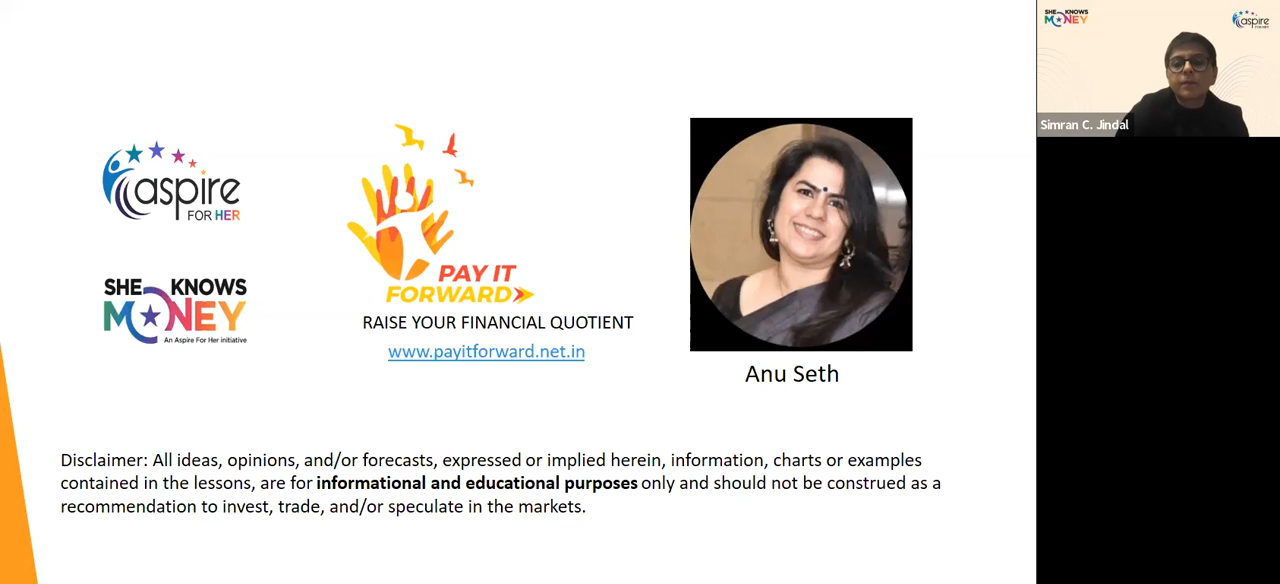 aspire
FOR HER
SHE KNOWS
MONEY
An Aspire For Her initiative
PAY IT
FORWARD
RAISE YOUR FINANCIAL QUOTIENT
www.payitforward.net.in
Anu Seth
Disclaimer: All ideas, opinions, and/or forecasts, expressed or implied herein, information, charts or examples
contained in the lessons, are for informational and educational purposes only and should not be construed as a
recommendation to invest, trade, and/or speculate in the markets.
SHE KNOWS
MONEY
aspire
FOR HER
Simran C. Jindal